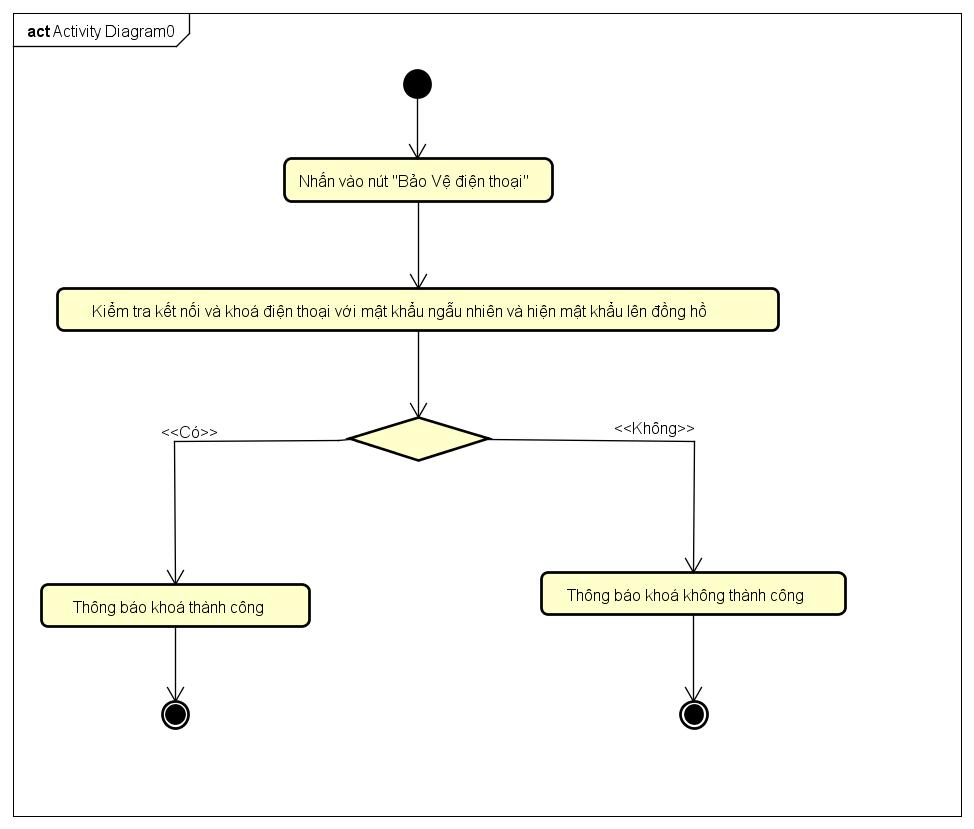 act Activity Diagram0
Nhấn vào nút "Bảo Vệ điện thoại"
Kiểm tra kết nối và khoá điện thoại với mật khẩu ngẫu nhiên và hiện mật khẩu lên đồng hồ
<<Có>>
<<Không>>
Thông báo khoá thành công
Thông báo khoá không thành công